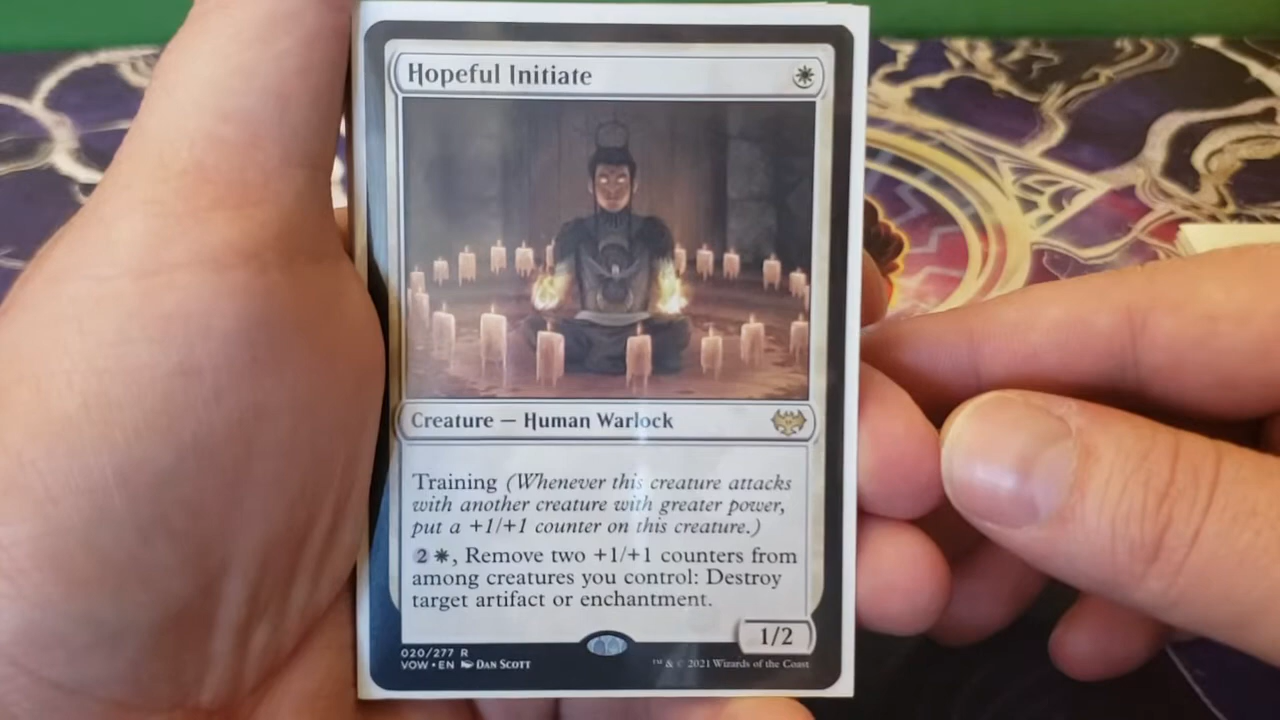 Hopeful Initiate
Creature — Human Warlock
Training (Whenever this creature attacks
with another creature with greater power,
put a +1/+1 counter on this creature.)
2, Remove two +1/+1 counters from
among creatures you control: Destroy
target artifact or enchantment.
1/2
020/277 R
VOW • EN DAN SCOTT
™ & © 2021 Wizards of the Coast